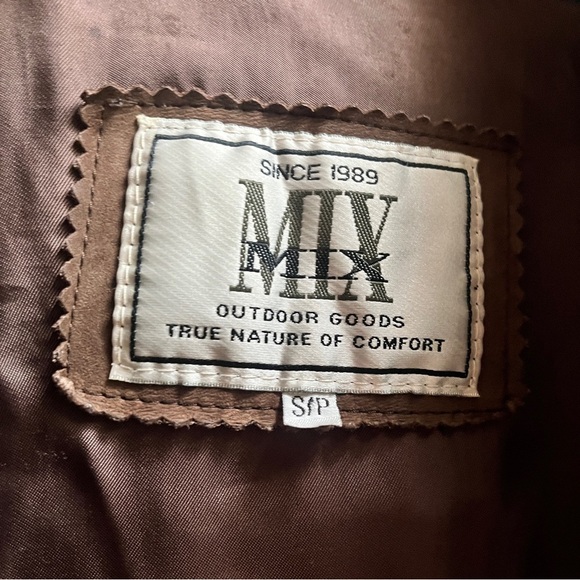 SINCE 1989
MIX
MIX
OUTDOOR GOODS
TRUE NATURE OF COMFORT
S/P